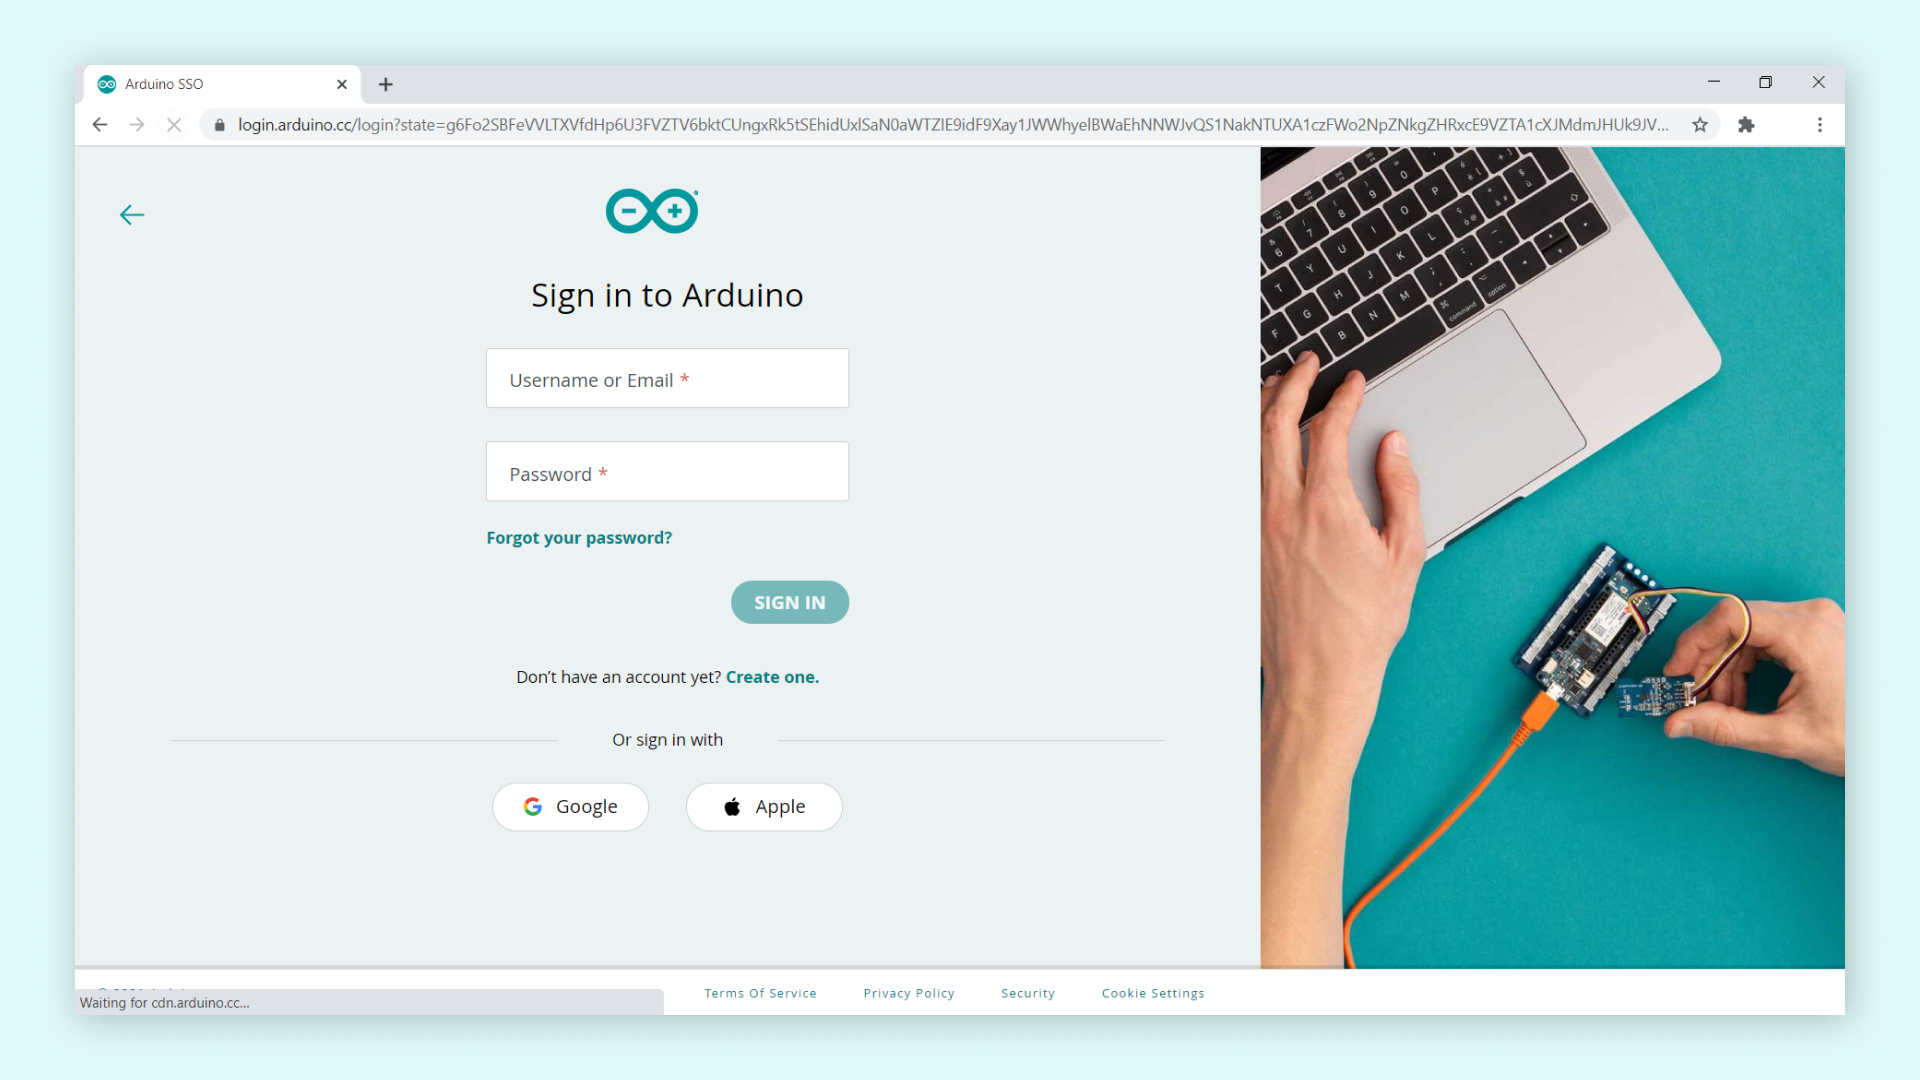 Arduino SSO
login.arduino.cc/login?state=g6Fo2SBFeVVLTXVfdHp6U3FVZTV6bktCUngxRk5tSEhidUxlSaN0aWTZIE9idF9Xay1JWWhyelBWaEhNNWJvQS1NakNTUXA1czFWo2NpZNkgZHRxcE9VZTA1cXJMdmJHUk9JV...
Sign in to Arduino
Username or Email *
Password *
Forgot your password?
SIGN IN
Don't have an account yet? Create one.
Or sign in with
Google
Apple
Terms Of Service
Privacy Policy
Security
Cookie Settings
Waiting for cdn.arduino.cc...
command
option